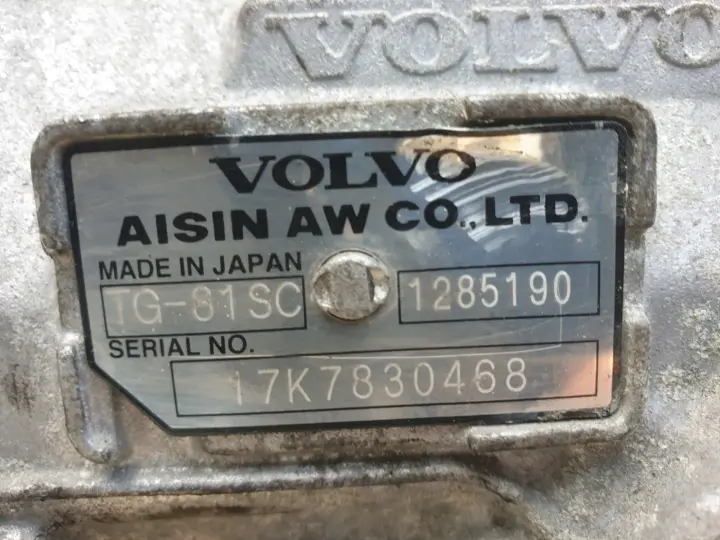 VOLVO
VOLVO
AISIN AW CO., LTD.
MADE IN JAPAN
TG-81SC 1285190
SERIAL NO.
17K7830468